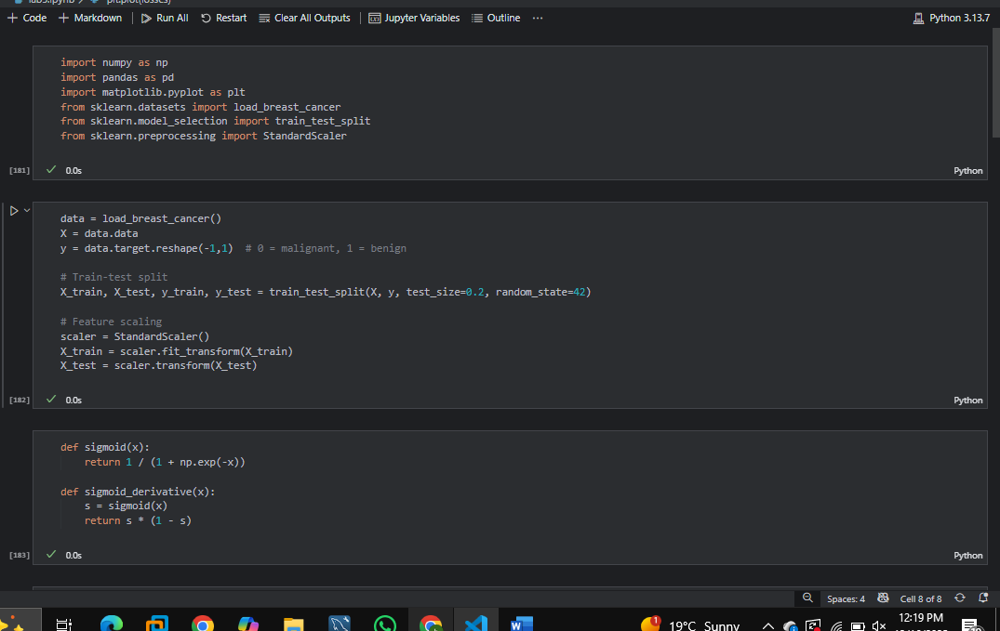 lab5.ipynb > plt.plot(losses)
+ Code + Markdown | Run All Restart Clear All Outputs | Jupyter Variables Outline ... Python 3.13.7
import numpy as np
import pandas as pd
import matplotlib.pyplot as plt
from sklearn.datasets import load_breast_cancer
from sklearn.model_selection import train_test_split
from sklearn.preprocessing import StandardScaler
[181] 0.0s Python
data = load_breast_cancer()
X = data.data
y = data.target.reshape(-1,1)  # 0 = malignant, 1 = benign
# Train-test split
X_train, X_test, y_train, y_test = train_test_split(X, y, test_size=0.2, random_state=42)
# Feature scaling
scaler = StandardScaler()
X_train = scaler.fit_transform(X_train)
X_test = scaler.transform(X_test)
[182] 0.0s Python
def sigmoid(x):
    return 1 / (1 + np.exp(-x))
def sigmoid_derivative(x):
    s = sigmoid(x)
    return s * (1 - s)
[183] 0.0s Python
Spaces: 4 Cell 8 of 8
W 1 19°C Sunny 12:19 PM